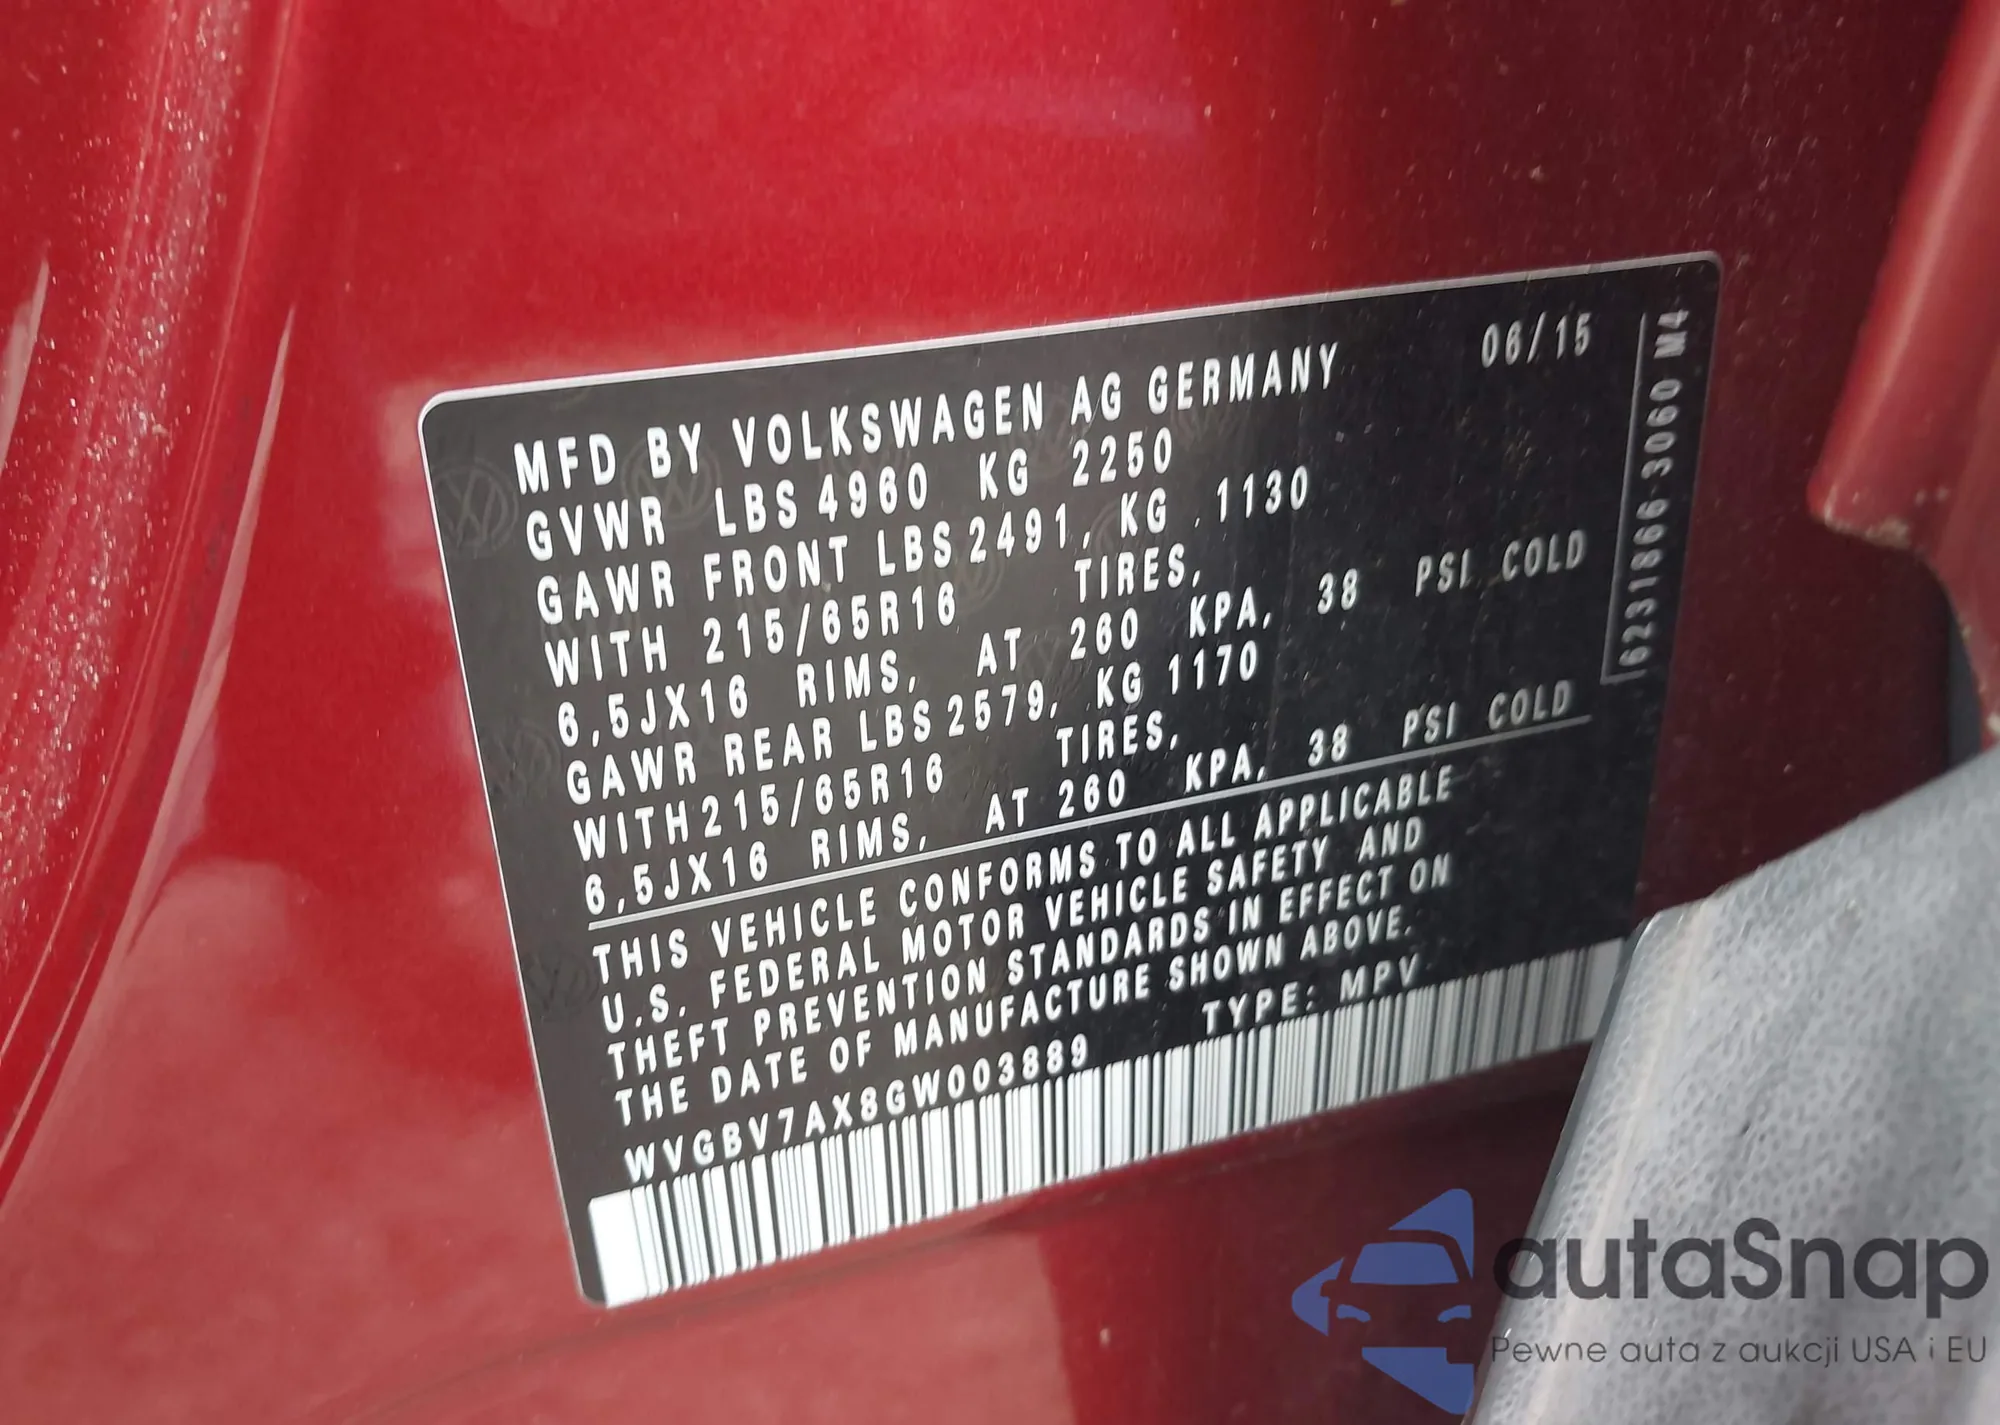 MFD BY VOLKSWAGEN AG GERMANY 06/15
GVWR LBS 4960 KG 2250
GAWR FRONT LBS 2491, KG 1130
WITH 215/65R16 TIRES,
6,5JX16 RIMS, AT 260 KPA, 38 PSI COLD
GAWR REAR LBS 2579, KG 1170
WITH 215/65R16 TIRES,
6,5JX16 RIMS, AT 260 KPA, 38 PSI COLD
THIS VEHICLE CONFORMS TO ALL APPLICABLE
U.S. FEDERAL MOTOR VEHICLE SAFETY AND
THEFT PREVENTION STANDARDS IN EFFECT ON
THE DATE OF MANUFACTURE SHOWN ABOVE.
WVGBV7AX8GW003889 TYPE: MPV
6231866 3060 M4
autaSnap
Pewne auta z aukcji USA i EU